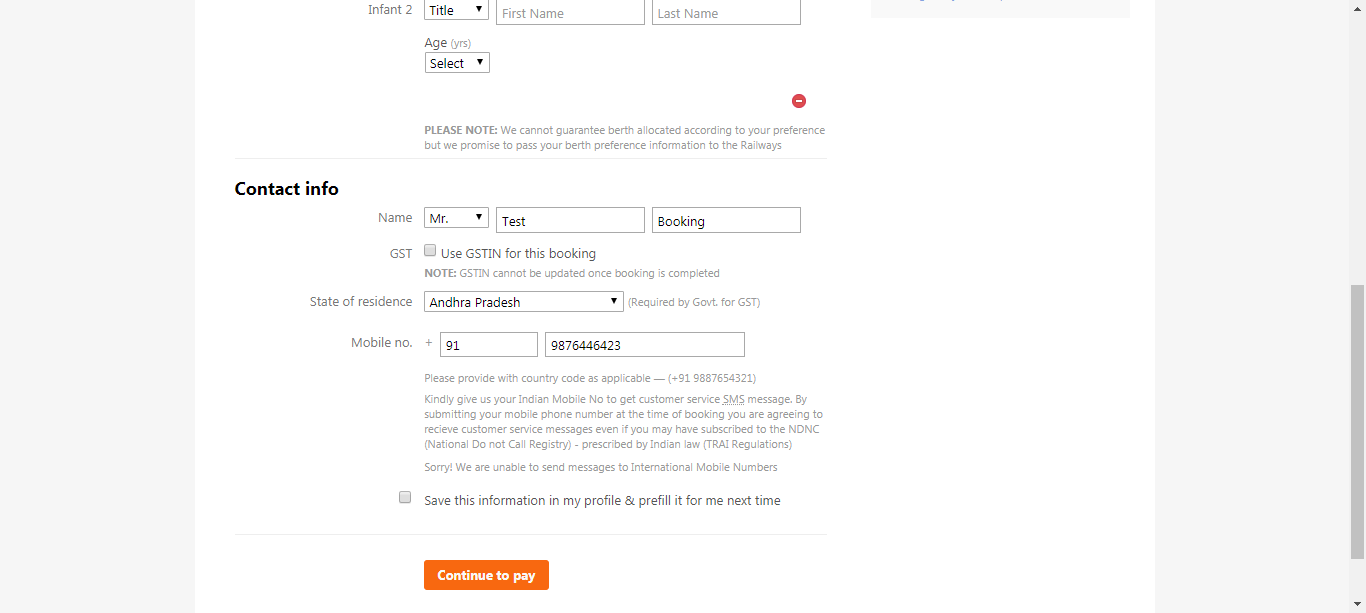 Infant 2 Title First Name Last Name
Age (yrs)
Select
PLEASE NOTE: We cannot guarantee berth allocated according to your preference
but we promise to pass your berth preference information to the Railways
Contact info
Name Mr. Test Booking
GST Use GSTIN for this booking
NOTE: GSTIN cannot be updated once booking is completed
State of residence Andhra Pradesh (Required by Govt. for GST)
Mobile no. + 91 9876446423
Please provide with country code as applicable — (+91 9887654321)
Kindly give us your Indian Mobile No to get customer service SMS message. By
submitting your mobile phone number at the time of booking you are agreeing to
recieve customer service messages even if you may have subscribed to the NDNC
(National Do not Call Registry) - prescribed by Indian law (TRAI Regulations)
Sorry! We are unable to send messages to International Mobile Numbers
Save this information in my profile & prefill it for me next time
Continue to pay